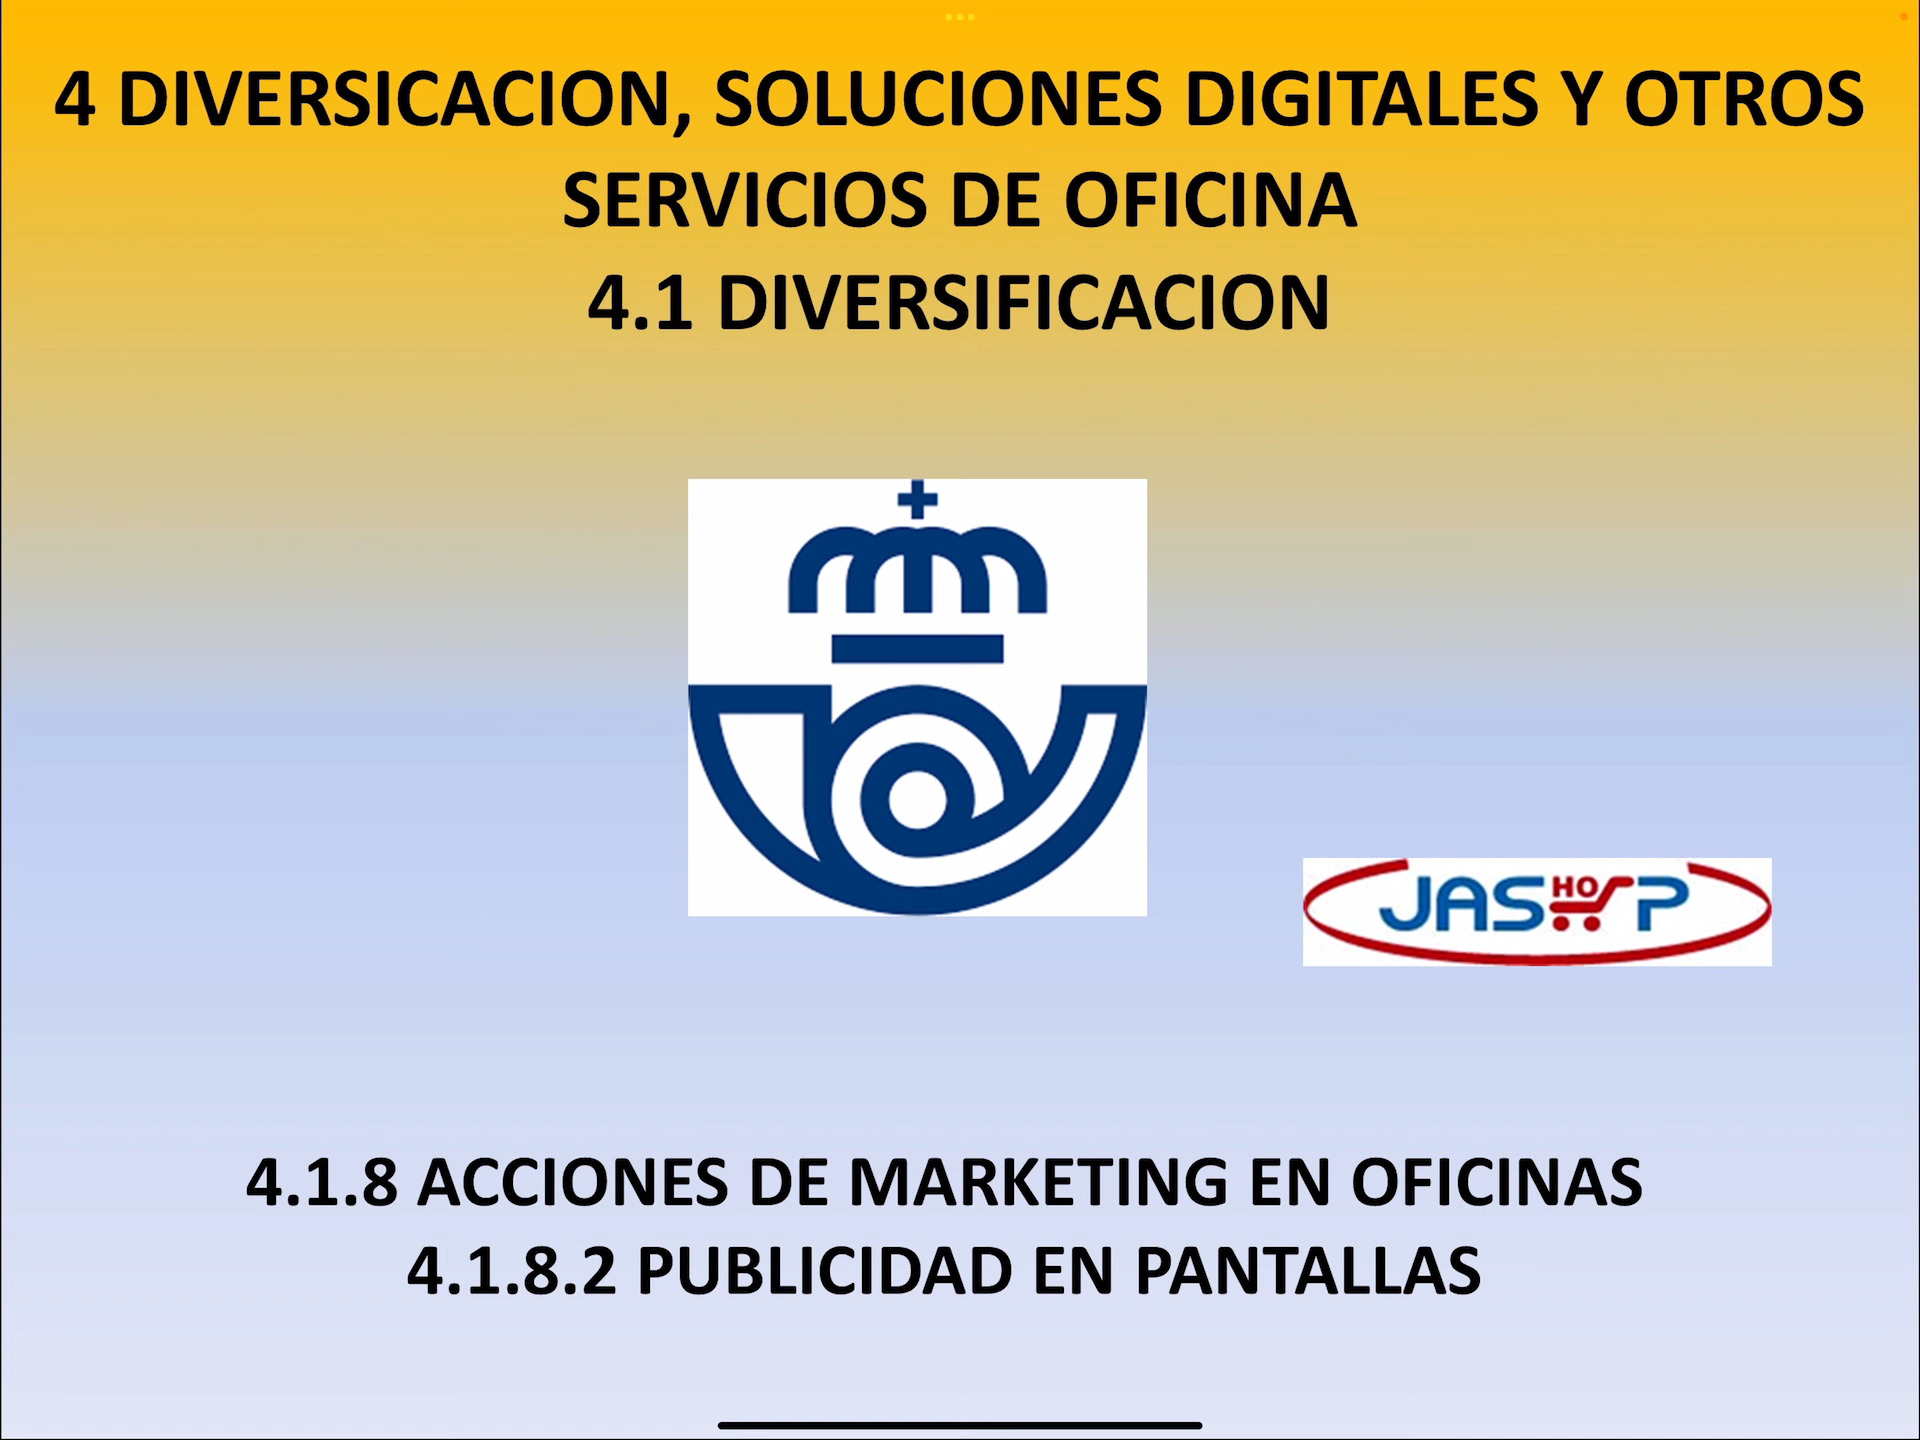 4 DIVERSICACION, SOLUCIONES DIGITALES Y OTROS
SERVICIOS DE OFICINA
4.1 DIVERSIFICACION
JASHOP
4.1.8 ACCIONES DE MARKETING EN OFICINAS
4.1.8.2 PUBLICIDAD EN PANTALLAS